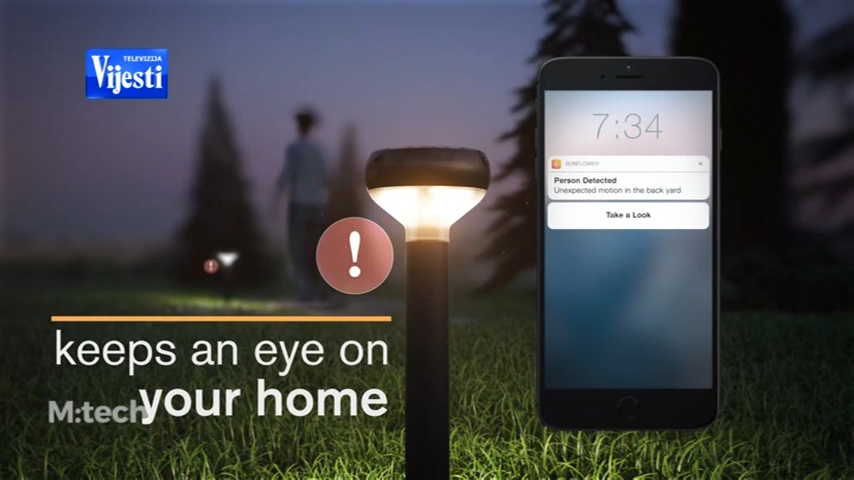 TELEVIZIJA
Vijesti
7:34
SUNFLOWER
Person Detected
Unexpected motion in the back yard
Take a Look
!
keeps an eye on
your home
M:tech